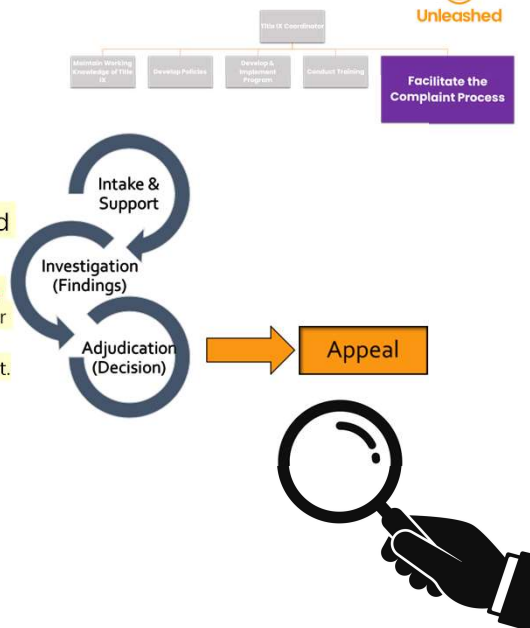 Unleashed
Title IX Coordinator
Maintain Working
Knowledge of Title
IX
Develop Policies
Develop &
Implement
Program
Conduct Training
Facilitate the
Complaint Process
Intake &
Support
Investigation
(Findings)
Adjudication
(Decision)
Appeal
d
r
t.